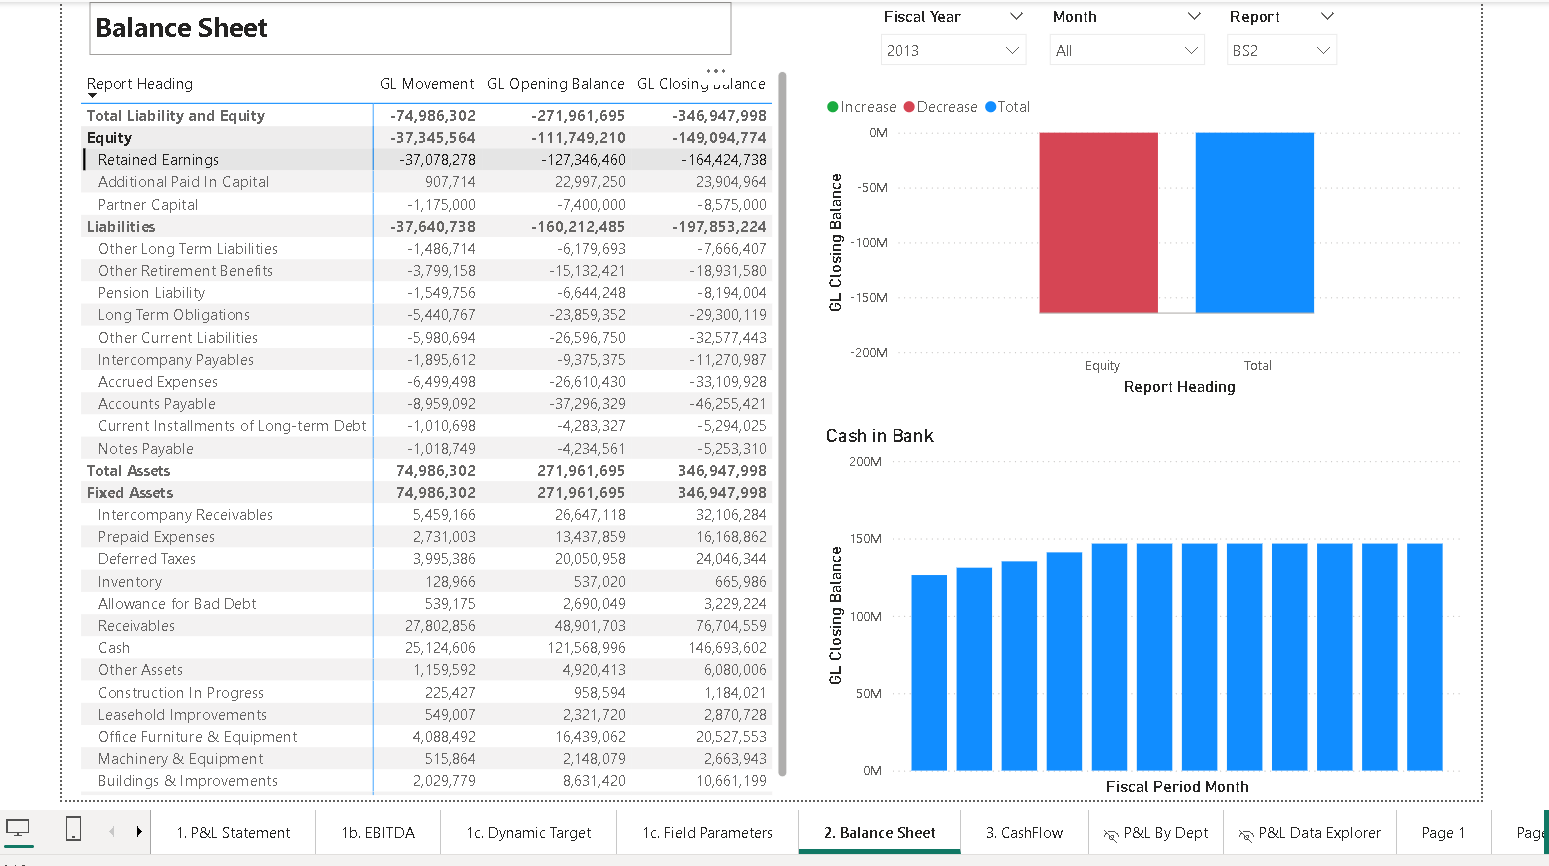 Balance Sheet
Fiscal Year
Month
Report
2013
All
BS2
Report Heading GL Movement GL Opening Balance GL Closing Balance
Total Liability and Equity -74,986,302 -271,961,695 -346,947,998
Equity -37,345,564 -111,749,210 -149,094,774
Retained Earnings -37,078,278 -127,346,460 -164,424,738
Additional Paid In Capital 907,714 22,997,250 23,904,964
Partner Capital -1,175,000 -7,400,000 -8,575,000
Liabilities -37,640,738 -160,212,485 -197,853,224
Other Long Term Liabilities -1,486,714 -6,179,693 -7,666,407
Other Retirement Benefits -3,799,158 -15,132,421 -18,931,580
Pension Liability -1,549,756 -6,644,248 -8,194,004
Long Term Obligations -5,440,767 -23,859,352 -29,300,119
Other Current Liabilities -5,980,694 -26,596,750 -32,577,443
Intercompany Payables -1,895,612 -9,375,375 -11,270,987
Accrued Expenses -6,499,498 -26,610,430 -33,109,928
Accounts Payable -8,959,092 -37,296,329 -46,255,421
Current Installments of Long-term Debt -1,010,698 -4,283,327 -5,294,025
Notes Payable -1,018,749 -4,234,561 -5,253,310
Total Assets 74,986,302 271,961,695 346,947,998
Fixed Assets 74,986,302 271,961,695 346,947,998
Intercompany Receivables 5,459,166 26,647,118 32,106,284
Prepaid Expenses 2,731,003 13,437,859 16,168,862
Deferred Taxes 3,995,386 20,050,958 24,046,344
Inventory 128,966 537,020 665,986
Allowance for Bad Debt 539,175 2,690,049 3,229,224
Receivables 27,802,856 48,901,703 76,704,559
Cash 25,124,606 121,568,996 146,693,602
Other Assets 1,159,592 4,920,413 6,080,006
Construction In Progress 225,427 958,594 1,184,021
Leasehold Improvements 549,007 2,321,720 2,870,728
Office Furniture & Equipment 4,088,492 16,439,062 20,527,553
Machinery & Equipment 515,864 2,148,079 2,663,943
Buildings & Improvements 2,029,779 8,631,420 10,661,199
Increase Decrease Total
GL Closing Balance
0M
-50M
-100M
-150M
-200M
Equity Total
Report Heading
Cash in Bank
GL Closing Balance
200M
150M
100M
50M
0M
Fiscal Period Month
1. P&L Statement 1b. EBITDA 1c. Dynamic Target 1c. Field Parameters 2. Balance Sheet 3. CashFlow P&L By Dept P&L Data Explorer Page 1 Page